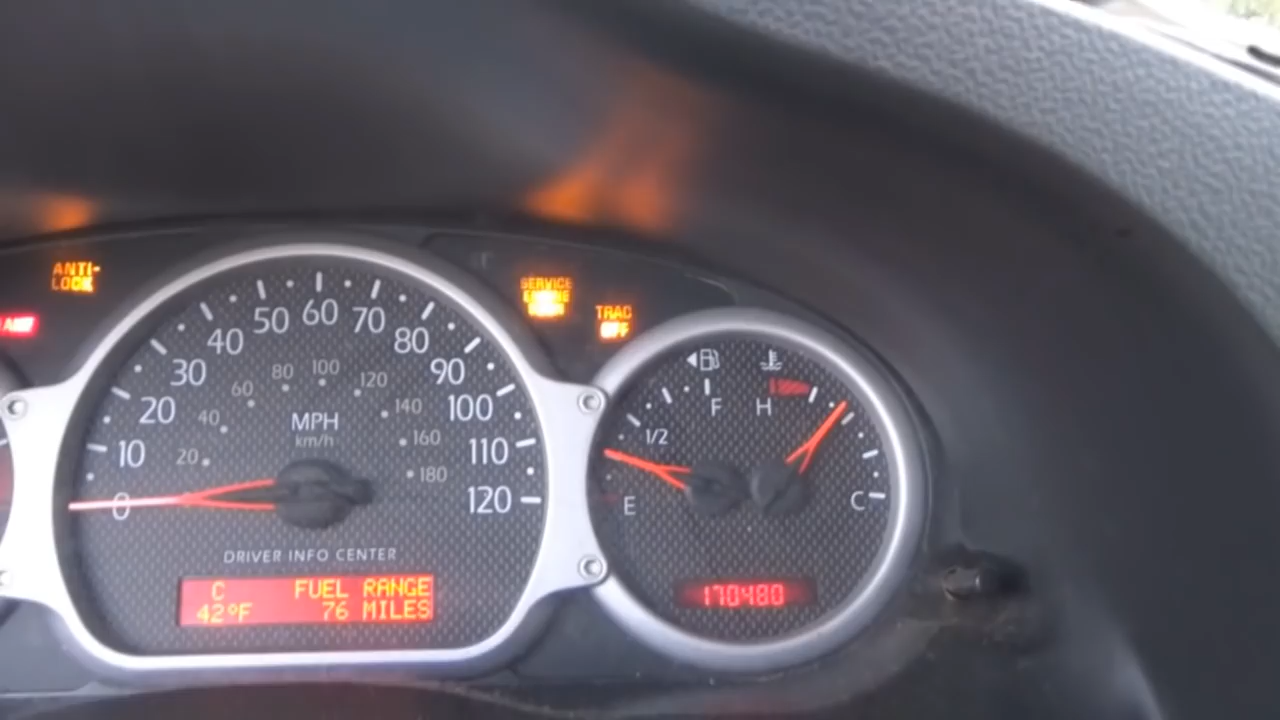 ANTI-
LOCK
SERVICE
ENGINE
SOON
TRAC
OFF
10
20
30
40
50
60
70
80
90
100
110
120
0
20
40
60
80
100
120
140
160
180
MPH
km/h
DRIVER INFO CENTER
C FUEL RANGE
42°F 76 MILES
F
1/2
E
H
C
170480